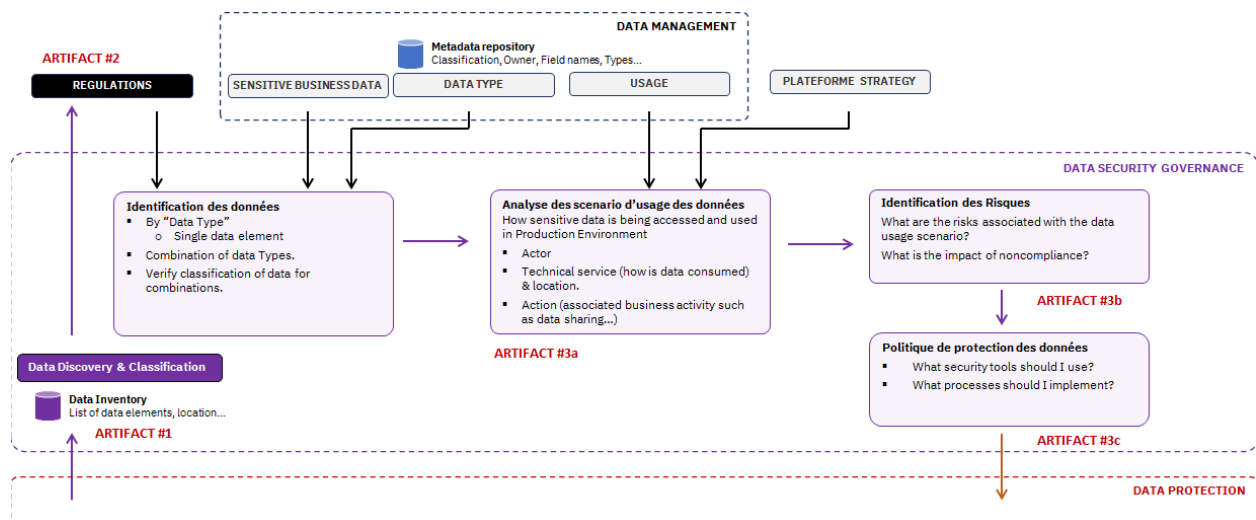 DATA MANAGEMENT
ARTIFACT #2
Metadata repository
Classification, Owner, Field names, Types...
REGULATIONS
SENSITIVE BUSINESS DATA
DATA TYPE
USAGE
PLATEFORME STRATEGY
DATA SECURITY GOVERNANCE
Identification des données
▪ By “Data Type”
o Single data element
▪ Combination of data Types.
▪ Verify classification of data for
combinations.
Analyse des scenario d’usage des données
How sensitive data is being accessed and used
in Production Environment
▪ Actor
▪ Technical service (how is data consumed)
& location.
▪ Action (associated business activity such
as data sharing...)
ARTIFACT #3a
Identification des Risques
What are the risks associated with the data
usage scenario?
What is the impact of noncompliance?
ARTIFACT #3b
Politique de protection des données
▪ What security tools should I use?
▪ What processes should I implement?
ARTIFACT #3c
Data Discovery & Classification
Data Inventory
List of data elements, location...
ARTIFACT #1
DATA PROTECTION